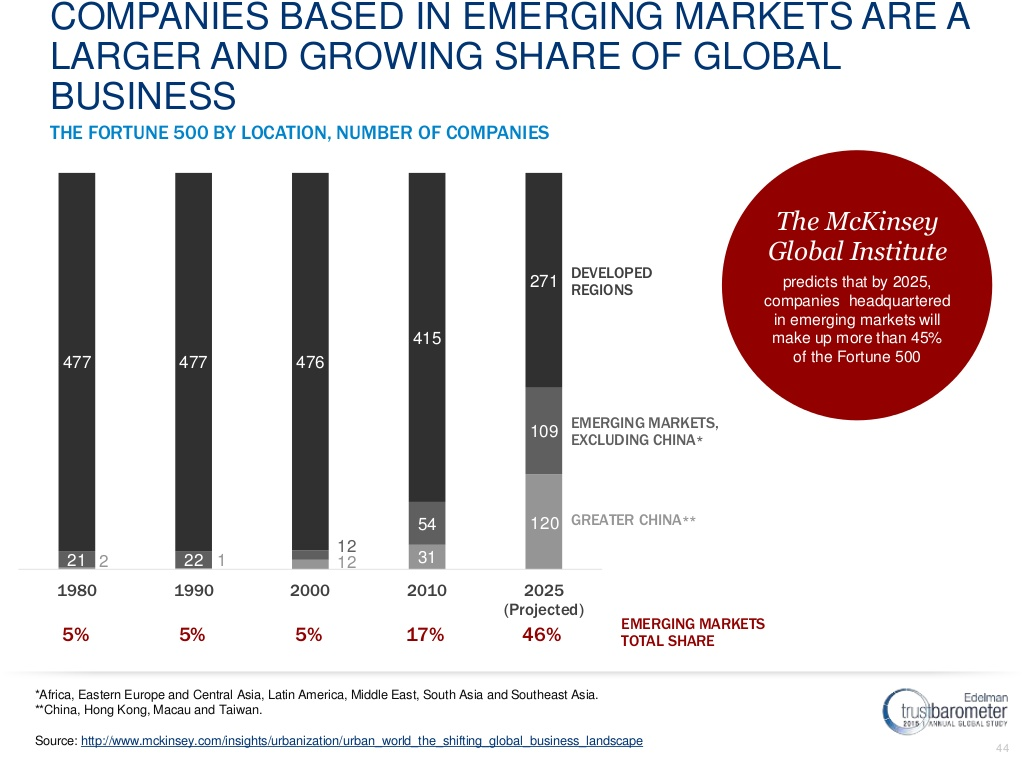 COMPANIES BASED IN EMERGING MARKETS ARE A
LARGER AND GROWING SHARE OF GLOBAL
BUSINESS
THE FORTUNE 500 BY LOCATION, NUMBER OF COMPANIES
477
477
476
415
271
DEVELOPED
REGIONS
109
EMERGING MARKETS,
EXCLUDING CHINA*
120
GREATER CHINA**
21 2
22 1
12
12
54
31
1980
1990
2000
2010
2025
(Projected)
5%
5%
5%
17%
46%
EMERGING MARKETS
TOTAL SHARE
The McKinsey
Global Institute
predicts that by 2025,
companies headquartered
in emerging markets will
make up more than 45%
of the Fortune 500
*Africa, Eastern Europe and Central Asia, Latin America, Middle East, South Asia and Southeast Asia.
**China, Hong Kong, Macau and Taiwan.
Source: http://www.mckinsey.com/insights/urbanization/urban_world_the_shifting_global_business_landscape
Edelman
trustbarometer
2015 ANNUAL GLOBAL STUDY
44